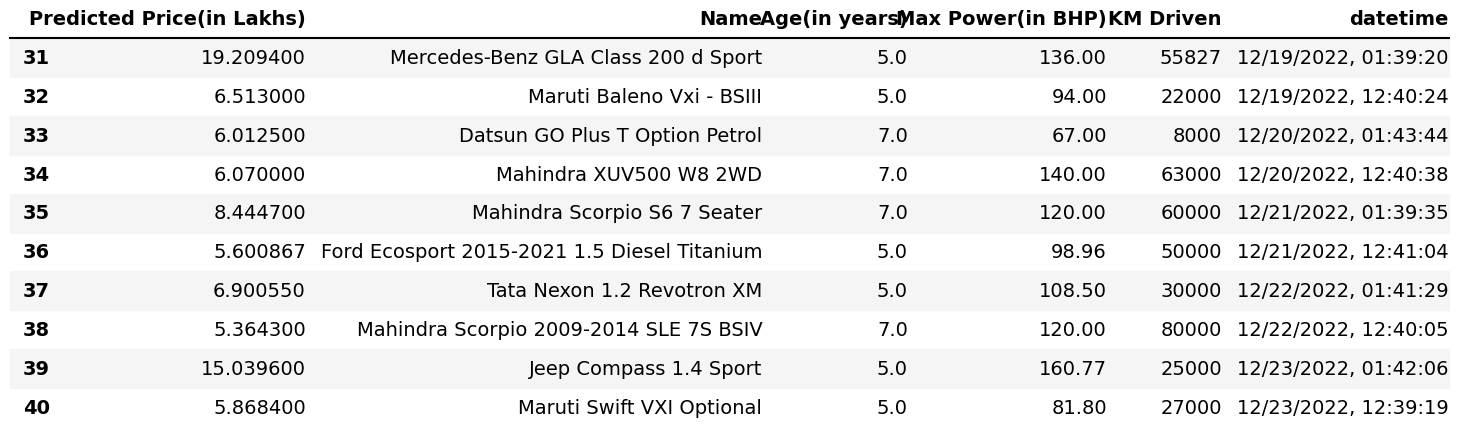 Predicted Price(in Lakhs) Name Age(in years) Max Power(in BHP) KM Driven datetime
31 19.209400 Mercedes-Benz GLA Class 200 d Sport 5.0 136.00 55827 12/19/2022, 01:39:20
32 6.513000 Maruti Baleno Vxi - BSIII 5.0 94.00 22000 12/19/2022, 12:40:24
33 6.012500 Datsun GO Plus T Option Petrol 7.0 67.00 8000 12/20/2022, 01:43:44
34 6.070000 Mahindra XUV500 W8 2WD 7.0 140.00 63000 12/20/2022, 12:40:38
35 8.444700 Mahindra Scorpio S6 7 Seater 7.0 120.00 60000 12/21/2022, 01:39:35
36 5.600867 Ford Ecosport 2015-2021 1.5 Diesel Titanium 5.0 98.96 50000 12/21/2022, 12:41:04
37 6.900550 Tata Nexon 1.2 Revotron XM 5.0 108.50 30000 12/22/2022, 01:41:29
38 5.364300 Mahindra Scorpio 2009-2014 SLE 7S BSIV 7.0 120.00 80000 12/22/2022, 12:40:05
39 15.039600 Jeep Compass 1.4 Sport 5.0 160.77 25000 12/23/2022, 01:42:06
40 5.868400 Maruti Swift VXI Optional 5.0 81.80 27000 12/23/2022, 12:39:19